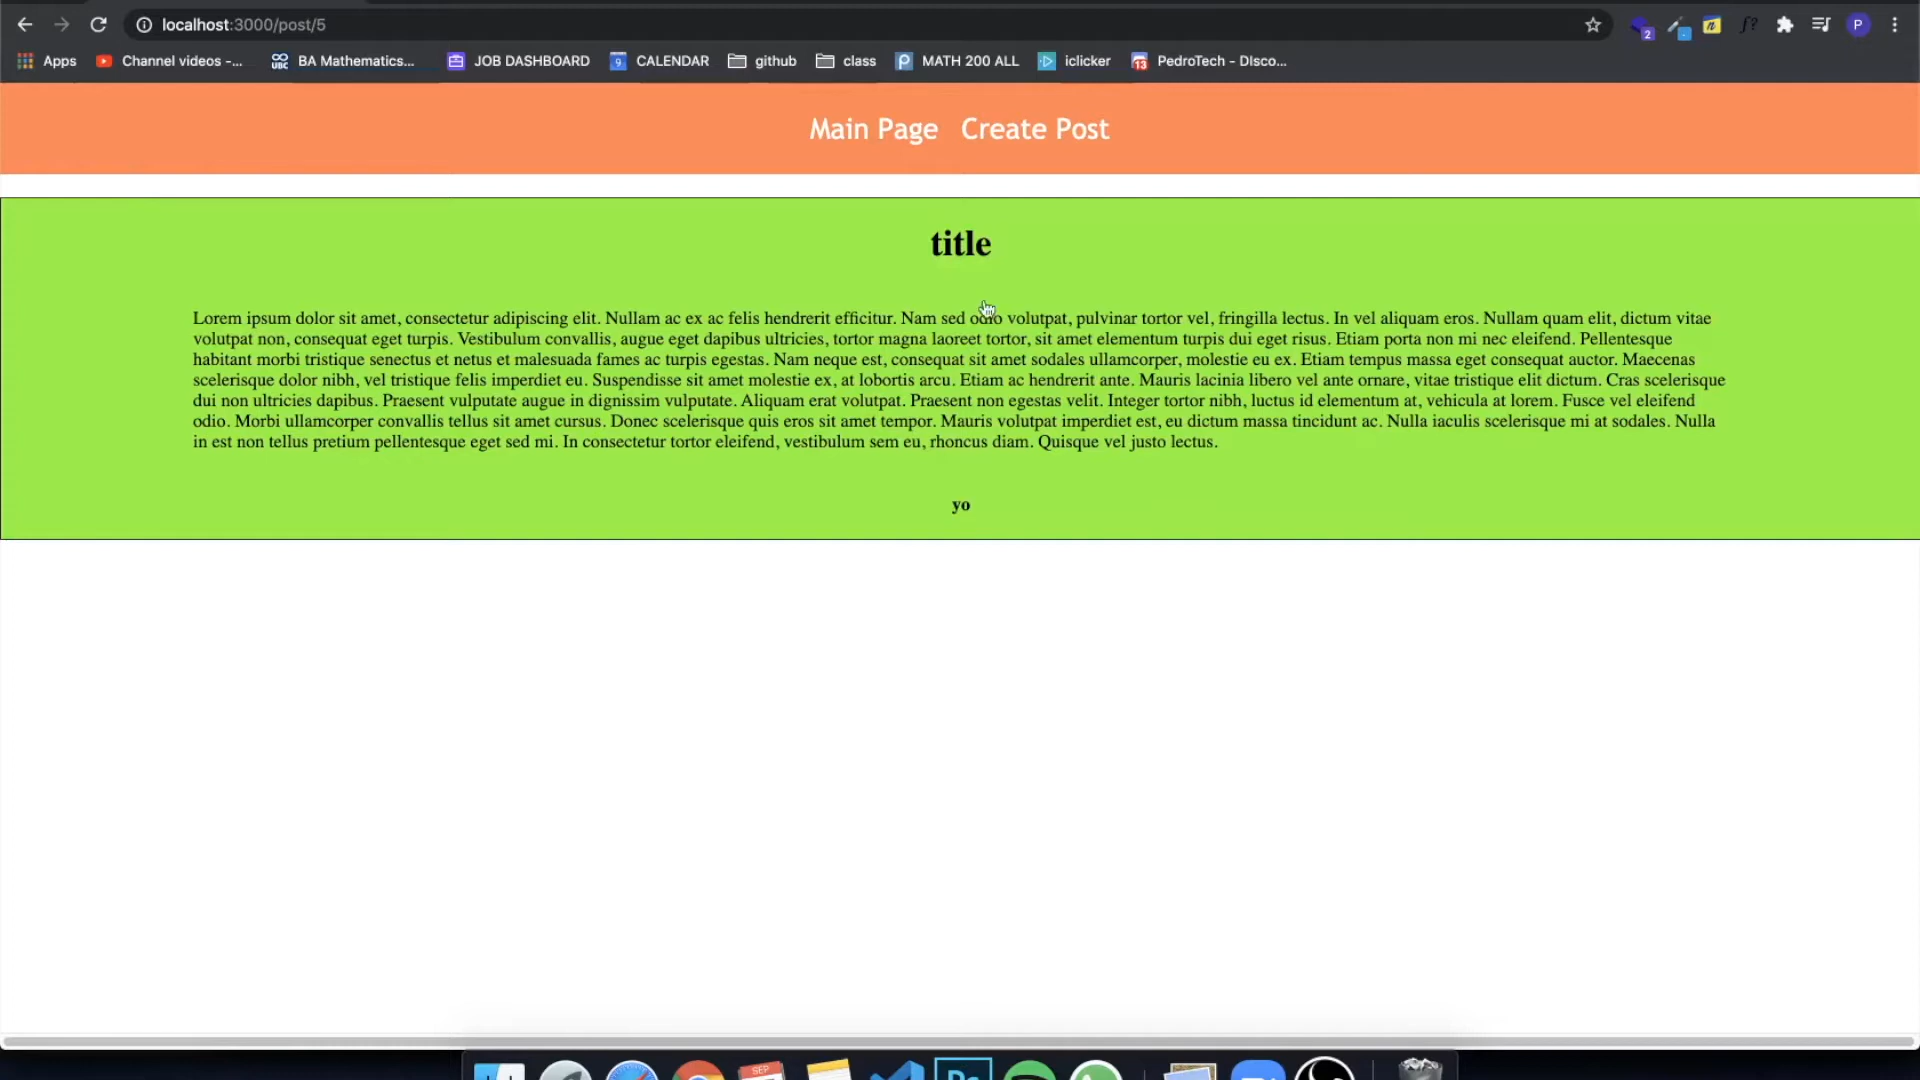 localhost:3000/post/5
2
P
Apps
Channel videos -...
UBC
BA Mathematics...
JOB DASHBOARD
9
CALENDAR
github
class
P
MATH 200 ALL
iclicker
13
PedroTech - DIsco...
Main Page Create Post
title
Lorem ipsum dolor sit amet, consectetur adipiscing elit. Nullam ac ex ac felis hendrerit efficitur. Nam sed odio volutpat, pulvinar tortor vel, fringilla lectus. In vel aliquam eros. Nullam quam elit, dictum vitae
volutpat non, consequat eget turpis. Vestibulum convallis, augue eget dapibus ultricies, tortor magna laoreet tortor, sit amet elementum turpis dui eget risus. Etiam porta non mi nec eleifend. Pellentesque
habitant morbi tristique senectus et netus et malesuada fames ac turpis egestas. Nam neque est, consequat sit amet sodales ullamcorper, molestie eu ex. Etiam tempus massa eget consequat auctor. Maecenas
scelerisque dolor nibh, vel tristique felis imperdiet eu. Suspendisse sit amet molestie ex, at lobortis arcu. Etiam ac hendrerit ante. Mauris lacinia libero vel ante ornare, vitae tristique elit dictum. Cras scelerisque
dui non ultricies dapibus. Praesent vulputate augue in dignissim vulputate. Aliquam erat volutpat. Praesent non egestas velit. Integer tortor nibh, luctus id elementum at, vehicula at lorem. Fusce vel eleifend
odio. Morbi ullamcorper convallis tellus sit amet cursus. Donec scelerisque quis eros sit amet tempor. Mauris volutpat imperdiet est, eu dictum massa tincidunt ac. Nulla iaculis scelerisque mi at sodales. Nulla
in est non tellus pretium pellentesque eget sed mi. In consectetur tortor eleifend, vestibulum sem eu, rhoncus diam. Quisque vel justo lectus.
yo
SEP
Ps